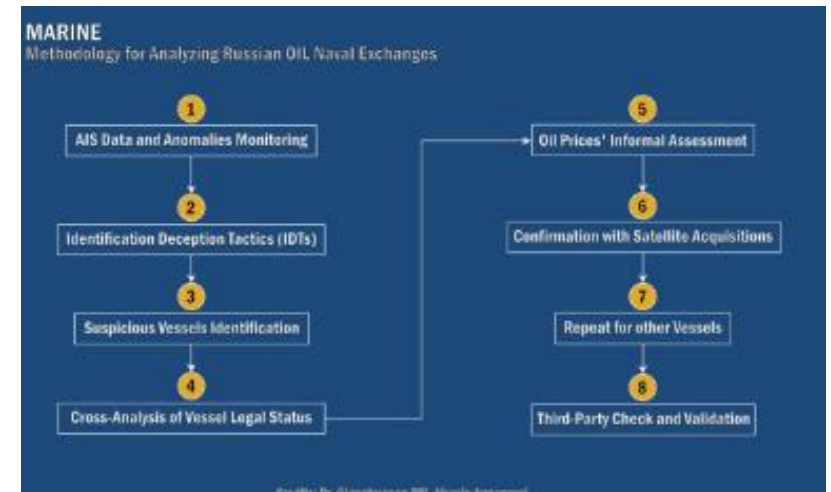 MARINE
Methodology for Analyzing Russian OIL Naval Exchanges
1
AIS Data and Anomalies Monitoring
2
Identification Deception Tactics (IDTs)
3
Suspicious Vessels Identification
4
Cross-Analysis of Vessel Legal Status
5
Oil Prices' Informal Assessment
6
Confirmation with Satellite Acquisitions
7
Repeat for other Vessels
8
Third-Party Check and Validation